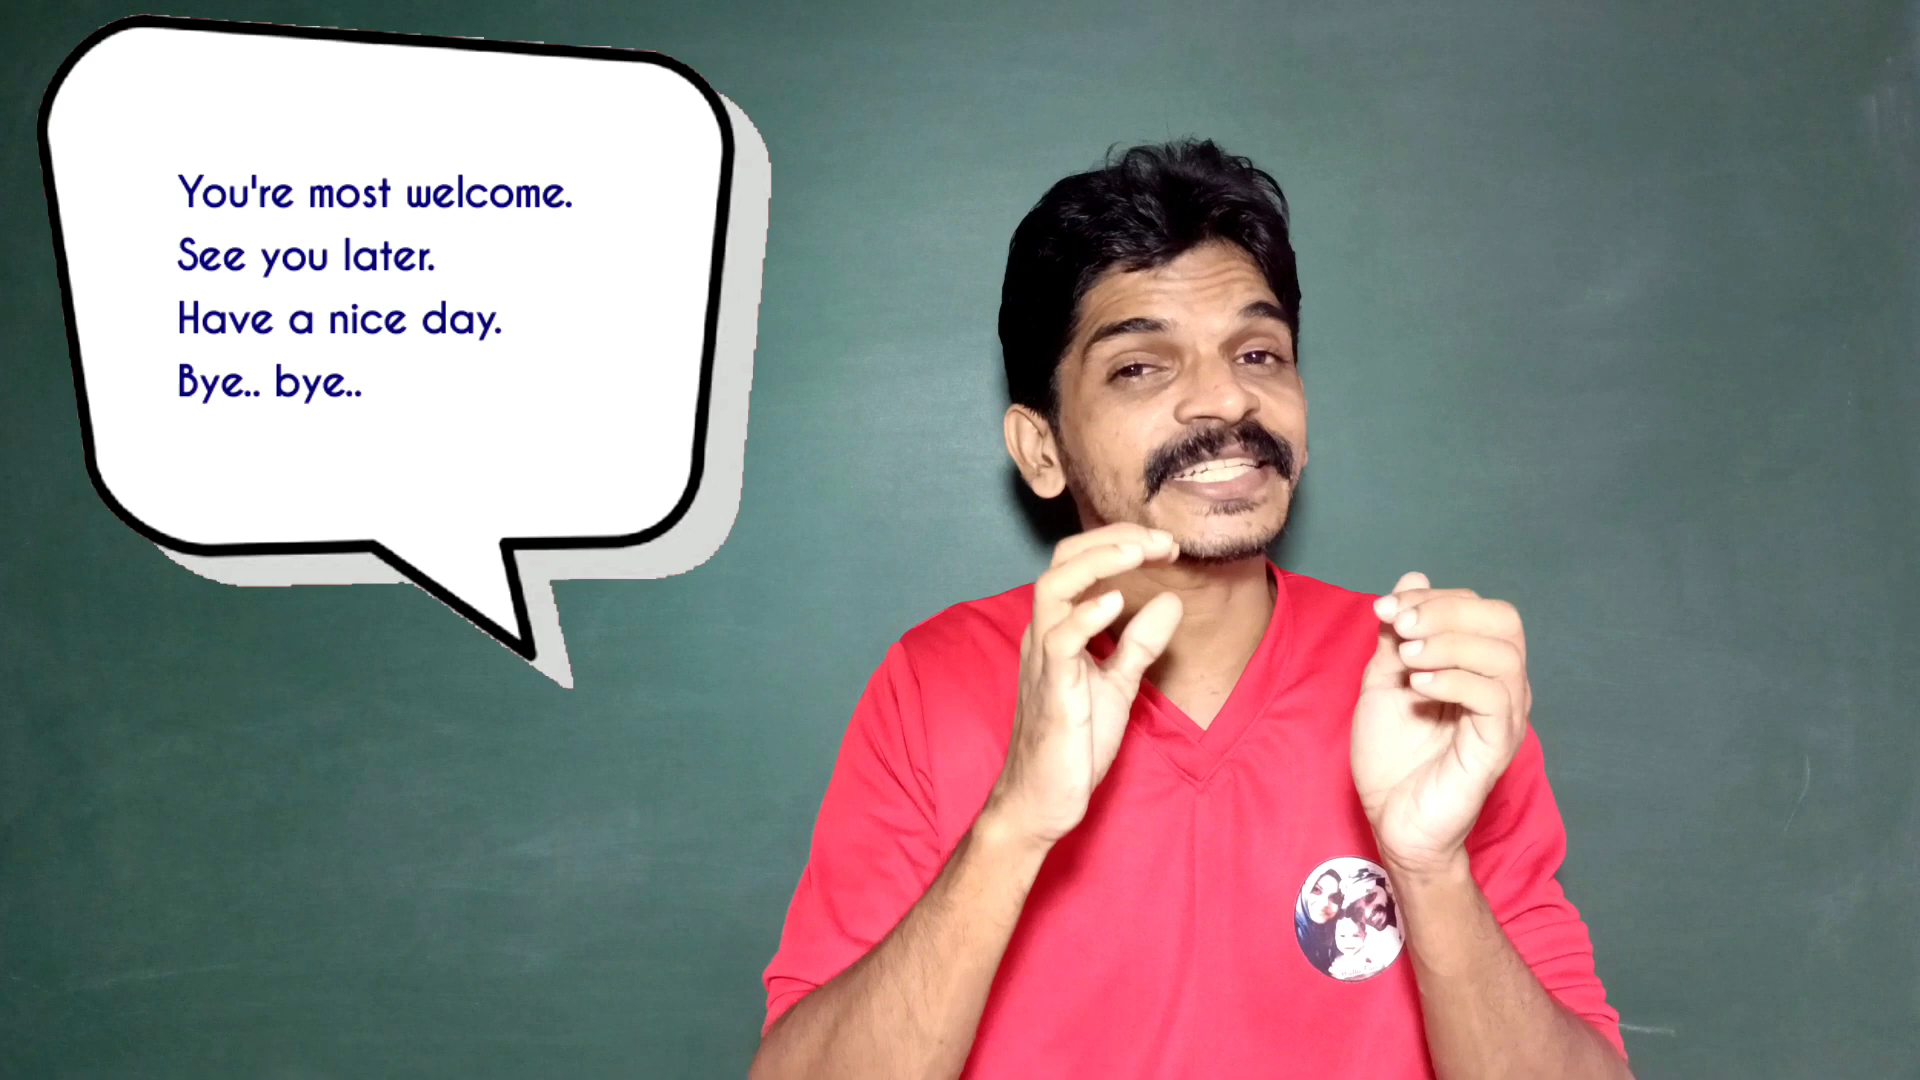 You're most welcome.
See you later.
Have a nice day.
Bye.. bye..